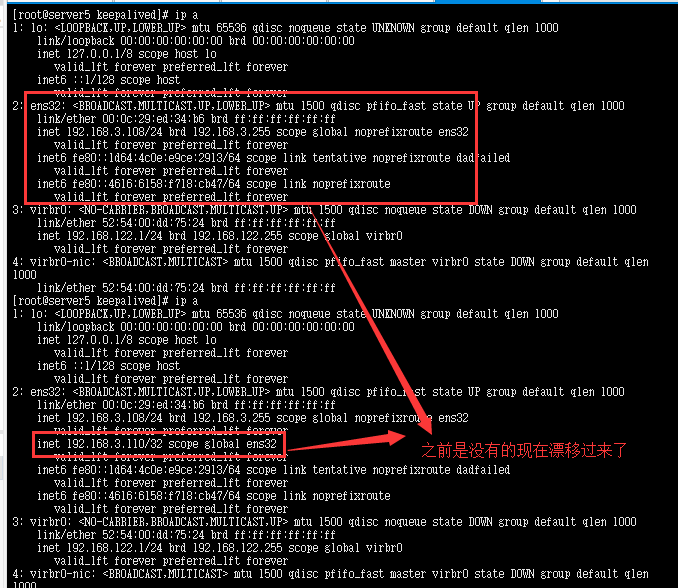 [root@server5 keepalived]# ip a
1: lo: <LOOPBACK,UP,LOWER_UP> mtu 65536 qdisc noqueue state UNKNOWN group default qlen 1000
link/loopback 00:00:00:00:00:00 brd 00:00:00:00:00:00
inet 127.0.0.1/8 scope host lo
valid_lft forever preferred_lft forever
inet6 ::1/128 scope host
valid_lft forever preferred_lft forever
2: ens32: <BROADCAST,MULTICAST,UP,LOWER_UP> mtu 1500 qdisc pfifo_fast state UP group default qlen 1000
link/ether 00:0c:29:ed:34:b6 brd ff:ff:ff:ff:ff:ff
inet 192.168.3.108/24 brd 192.168.3.255 scope global noprefixroute ens32
valid_lft forever preferred_lft forever
inet6 fe80::1d64:4c0e:e9ce:2913/64 scope link tentative noprefixroute dadfailed
valid_lft forever preferred_lft forever
inet6 fe80::4616:6158:f718:cb47/64 scope link noprefixroute
valid_lft forever preferred_lft forever
3: virbr0: <NO-CARRIER,BROADCAST,MULTICAST,UP> mtu 1500 qdisc noqueue state DOWN group default qlen 1000
link/ether 52:54:00:dd:75:24 brd ff:ff:ff:ff:ff:ff
inet 192.168.122.1/24 brd 192.168.122.255 scope global virbr0
valid_lft forever preferred_lft forever
4: virbr0-nic: <BROADCAST,MULTICAST> mtu 1500 qdisc pfifo_fast master virbr0 state DOWN group default qlen
1000
link/ether 52:54:00:dd:75:24 brd ff:ff:ff:ff:ff:ff
[root@server5 keepalived]# ip a
1: lo: <LOOPBACK,UP,LOWER_UP> mtu 65536 qdisc noqueue state UNKNOWN group default qlen 1000
link/loopback 00:00:00:00:00:00 brd 00:00:00:00:00:00
inet 127.0.0.1/8 scope host lo
valid_lft forever preferred_lft forever
inet6 ::1/128 scope host
valid_lft forever preferred_lft forever
2: ens32: <BROADCAST,MULTICAST,UP,LOWER_UP> mtu 1500 qdisc pfifo_fast state UP group default qlen 1000
link/ether 00:0c:29:ed:34:b6 brd ff:ff:ff:ff:ff:ff
inet 192.168.3.108/24 brd 192.168.3.255 scope global noprefixroute ens32
valid_lft forever preferred_lft forever
inet 192.168.3.110/32 scope global ens32
之前是没有的现在漂移过来了
valid_lft forever preferred_lft forever
inet6 fe80::1d64:4c0e:e9ce:2913/64 scope link tentative noprefixroute dadfailed
valid_lft forever preferred_lft forever
inet6 fe80::4616:6158:f718:cb47/64 scope link noprefixroute
valid_lft forever preferred_lft forever
3: virbr0: <NO-CARRIER,BROADCAST,MULTICAST,UP> mtu 1500 qdisc noqueue state DOWN group default qlen 1000
link/ether 52:54:00:dd:75:24 brd ff:ff:ff:ff:ff:ff
inet 192.168.122.1/24 brd 192.168.122.255 scope global virbr0
valid_lft forever preferred_lft forever
4: virbr0-nic: <BROADCAST,MULTICAST> mtu 1500 qdisc pfifo_fast master virbr0 state DOWN group default qlen
1000